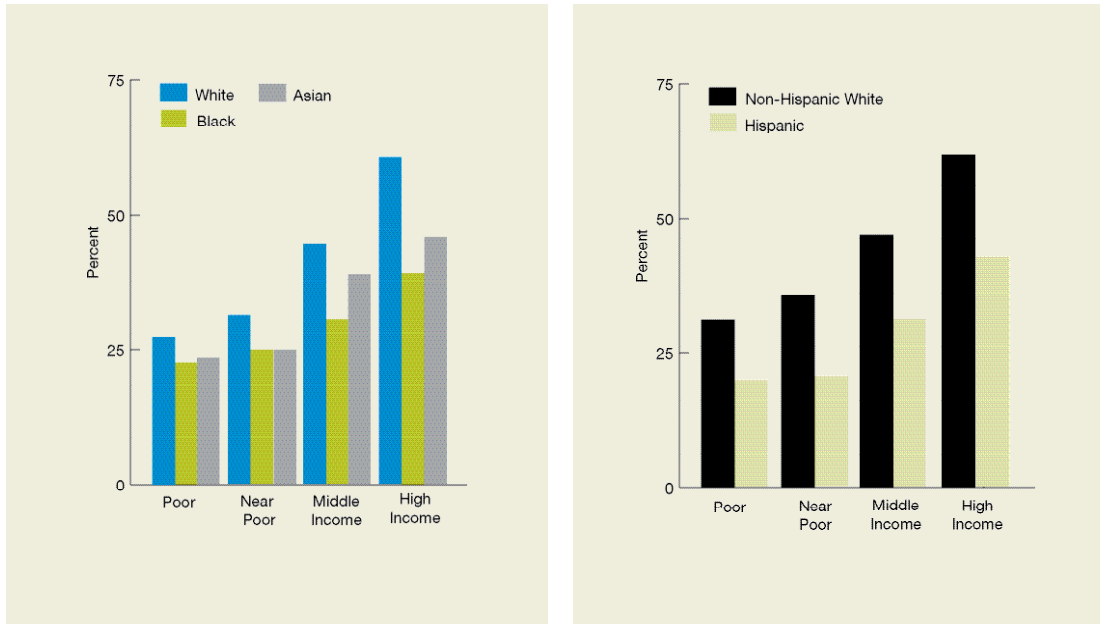 75
White
Asian
Black
50
Percent
25
0
Poor
Near
Poor
Middle
Income
High
Income
75
Non-Hispanic White
Hispanic
50
Percent
25
0
Poor
Near
Poor
Middle
Income
High
Income